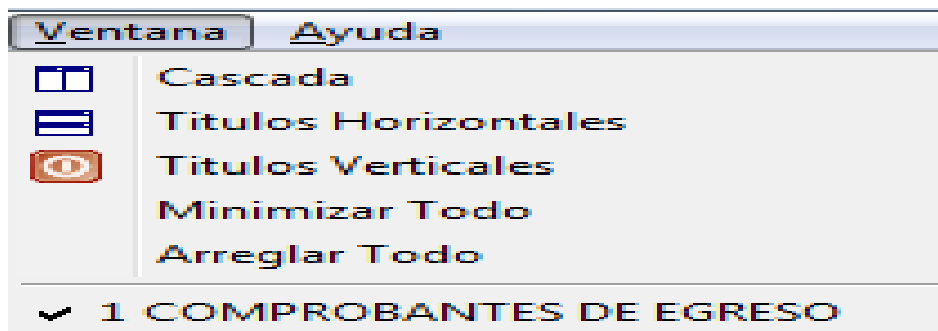 Ventana Ayuda
Cascada
Titulos Horizontales
Titulos Verticales
Minimizar Todo
Arreglar Todo
1 COMPROBANTES DE EGRESO